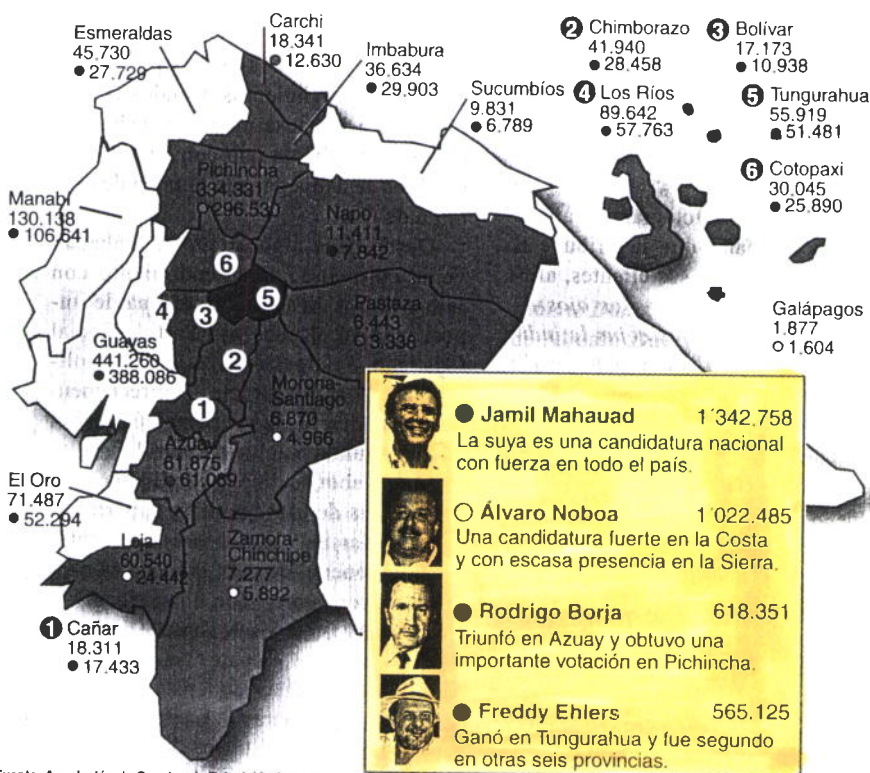 Esmeraldas
45.730
27.729
Carchi
18.341
12.630
Imbabura
36.634
29.903
Sucumbíos
9.831
6.789
2 Chimborazo
41.940
28.458
3 Bolívar
17.173
10.938
4 Los Ríos
89.642
57.763
5 Tungurahua
55.919
51.481
6 Cotopaxi
30.045
25.890
Manabí
130.138
106.641
Pichincha
334.331
296.530
Napo
11.411
7.842
6
5
4
3
2
1
Pastaza
6.443
3.338
Galápagos
1.877
1.604
Guayas
441.260
388.086
Morona-
Santiago
6.870
4.966
Azuay
61.875
61.069
El Oro
71.487
52.294
Loja
60.540
24.442
Zamora-
Chinchipe
7.277
5.892
1 Cañar
18.311
17.433
Jamil Mahauad 1'342.758
La suya es una candidatura nacional
con fuerza en todo el país.
Álvaro Noboa 1'022.485
Una candidatura fuerte en la Costa
y con escasa presencia en la Sierra.
Rodrigo Borja 618.351
Triunfó en Azuay y obtuvo una
importante votación en Pichincha.
Freddy Ehlers 565.125
Ganó en Tungurahua y fue segundo
en otras seis provincias.